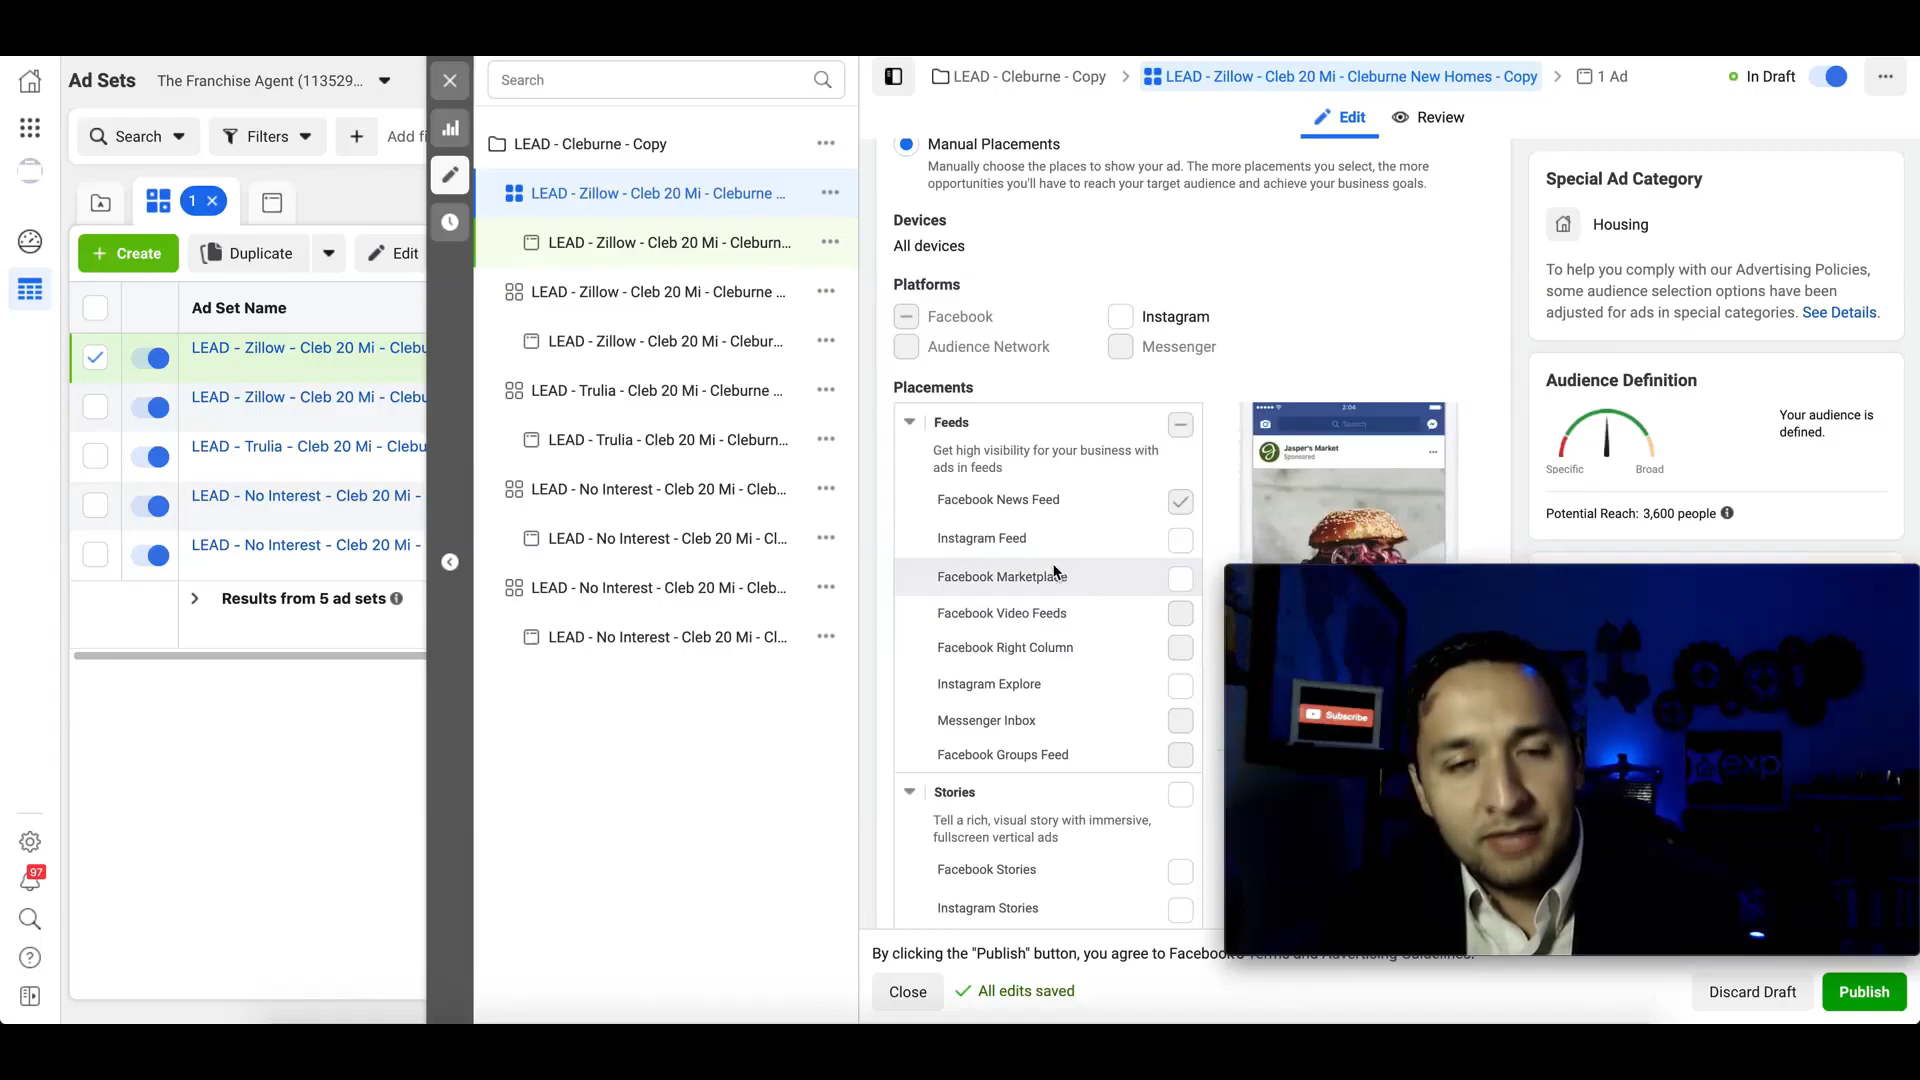 Ad Sets
The Franchise Agent (113529...
Search
Filters
Add fi
1
Create
Duplicate
Edit
Ad Set Name
LEAD - Zillow - Cleb 20 Mi - Clebu
LEAD - Zillow - Cleb 20 Mi - Clebu
LEAD - Trulia - Cleb 20 Mi - Clebu
LEAD - No Interest - Cleb 20 Mi -
LEAD - No Interest - Cleb 20 Mi -
Results from 5 ad sets
97
Search
LEAD - Cleburne - Copy
LEAD - Zillow - Cleb 20 Mi - Cleburne ...
LEAD - Zillow - Cleb 20 Mi - Cleburn...
LEAD - Zillow - Cleb 20 Mi - Cleburne ...
LEAD - Zillow - Cleb 20 Mi - Clebur...
LEAD - Trulia - Cleb 20 Mi - Cleburne ...
LEAD - Trulia - Cleb 20 Mi - Cleburn...
LEAD - No Interest - Cleb 20 Mi - Cleb...
LEAD - No Interest - Cleb 20 Mi - Cl...
LEAD - No Interest - Cleb 20 Mi - Cleb...
LEAD - No Interest - Cleb 20 Mi - Cl...
LEAD - Cleburne - Copy
LEAD - Zillow - Cleb 20 Mi - Cleburne New Homes - Copy
1 Ad
In Draft
Edit
Review
Manual Placements
Manually choose the places to show your ad. The more placements you select, the more
opportunities you'll have to reach your target audience and achieve your business goals.
Devices
All devices
Platforms
Facebook
Instagram
Audience Network
Messenger
Placements
Feeds
Get high visibility for your business with
ads in feeds
Facebook News Feed
Instagram Feed
Facebook Marketplace
Facebook Video Feeds
Facebook Right Column
Instagram Explore
Messenger Inbox
Facebook Groups Feed
Stories
Tell a rich, visual story with immersive,
fullscreen vertical ads
Facebook Stories
Instagram Stories
2:04
Search
Jasper's Market
Sponsored
Special Ad Category
Housing
To help you comply with our Advertising Policies,
some audience selection options have been
adjusted for ads in special categories. See Details.
Audience Definition
Your audience is
defined.
Specific
Broad
Potential Reach: 3,600 people
Subscribe
exp
By clicking the "Publish" button, you agree to Facebook's Terms and Advertising Guidelines.
Close
All edits saved
Discard Draft
Publish